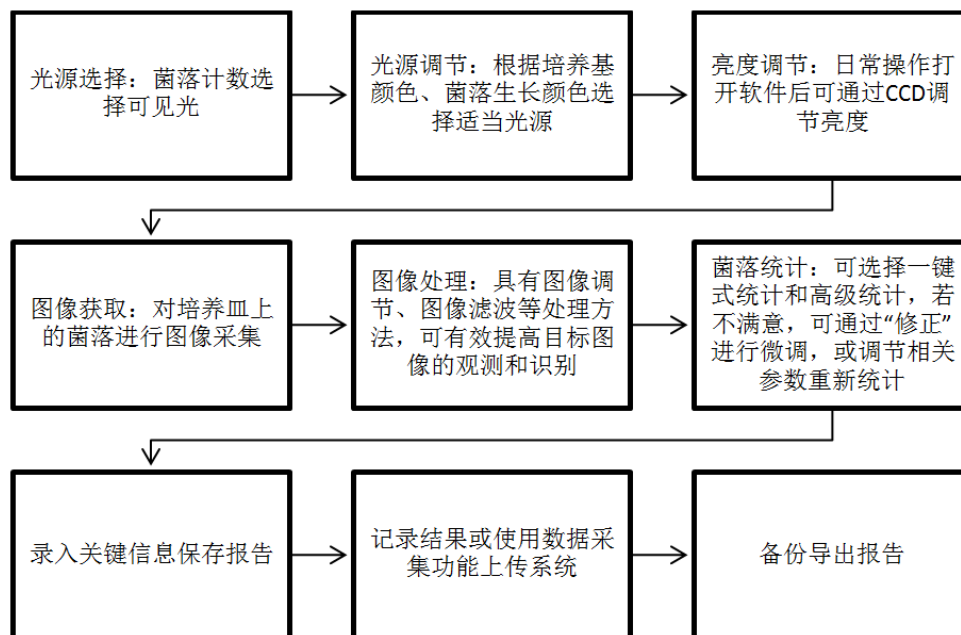 光源选择：菌落计数选
择可见光
光源调节：根据培养基
颜色、菌落生长颜色选
择适当光源
亮度调节：日常操作打
开软件后可通过CCD调
节亮度
图像获取：对培养皿上
的菌落进行图像采集
图像处理：具有图像调
节、图像滤波等处理方
法，可有效提高目标图
像的观测和识别
菌落统计：可选择一键
式统计和高级统计，若
不满意，可通过“修正”
进行微调，或调节相关
参数重新统计
录入关键信息保存报告
记录结果或使用数据采
集功能上传系统
备份导出报告